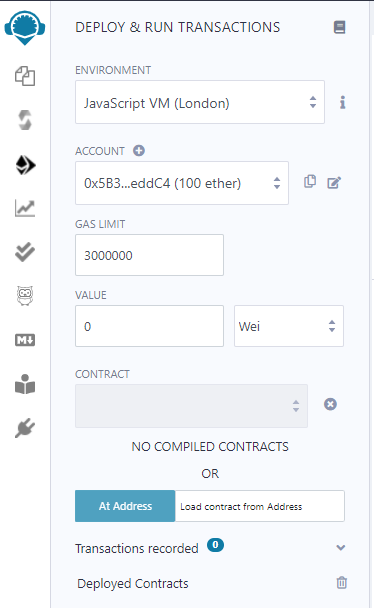 DEPLOY & RUN TRANSACTIONS
ENVIRONMENT
JavaScript VM (London)
ACCOUNT
0x5B3...eddC4 (100 ether)
GAS LIMIT
3000000
VALUE
0 Wei
CONTRACT
NO COMPILED CONTRACTS
OR
At Address Load contract from Address
Transactions recorded 0
Deployed Contracts